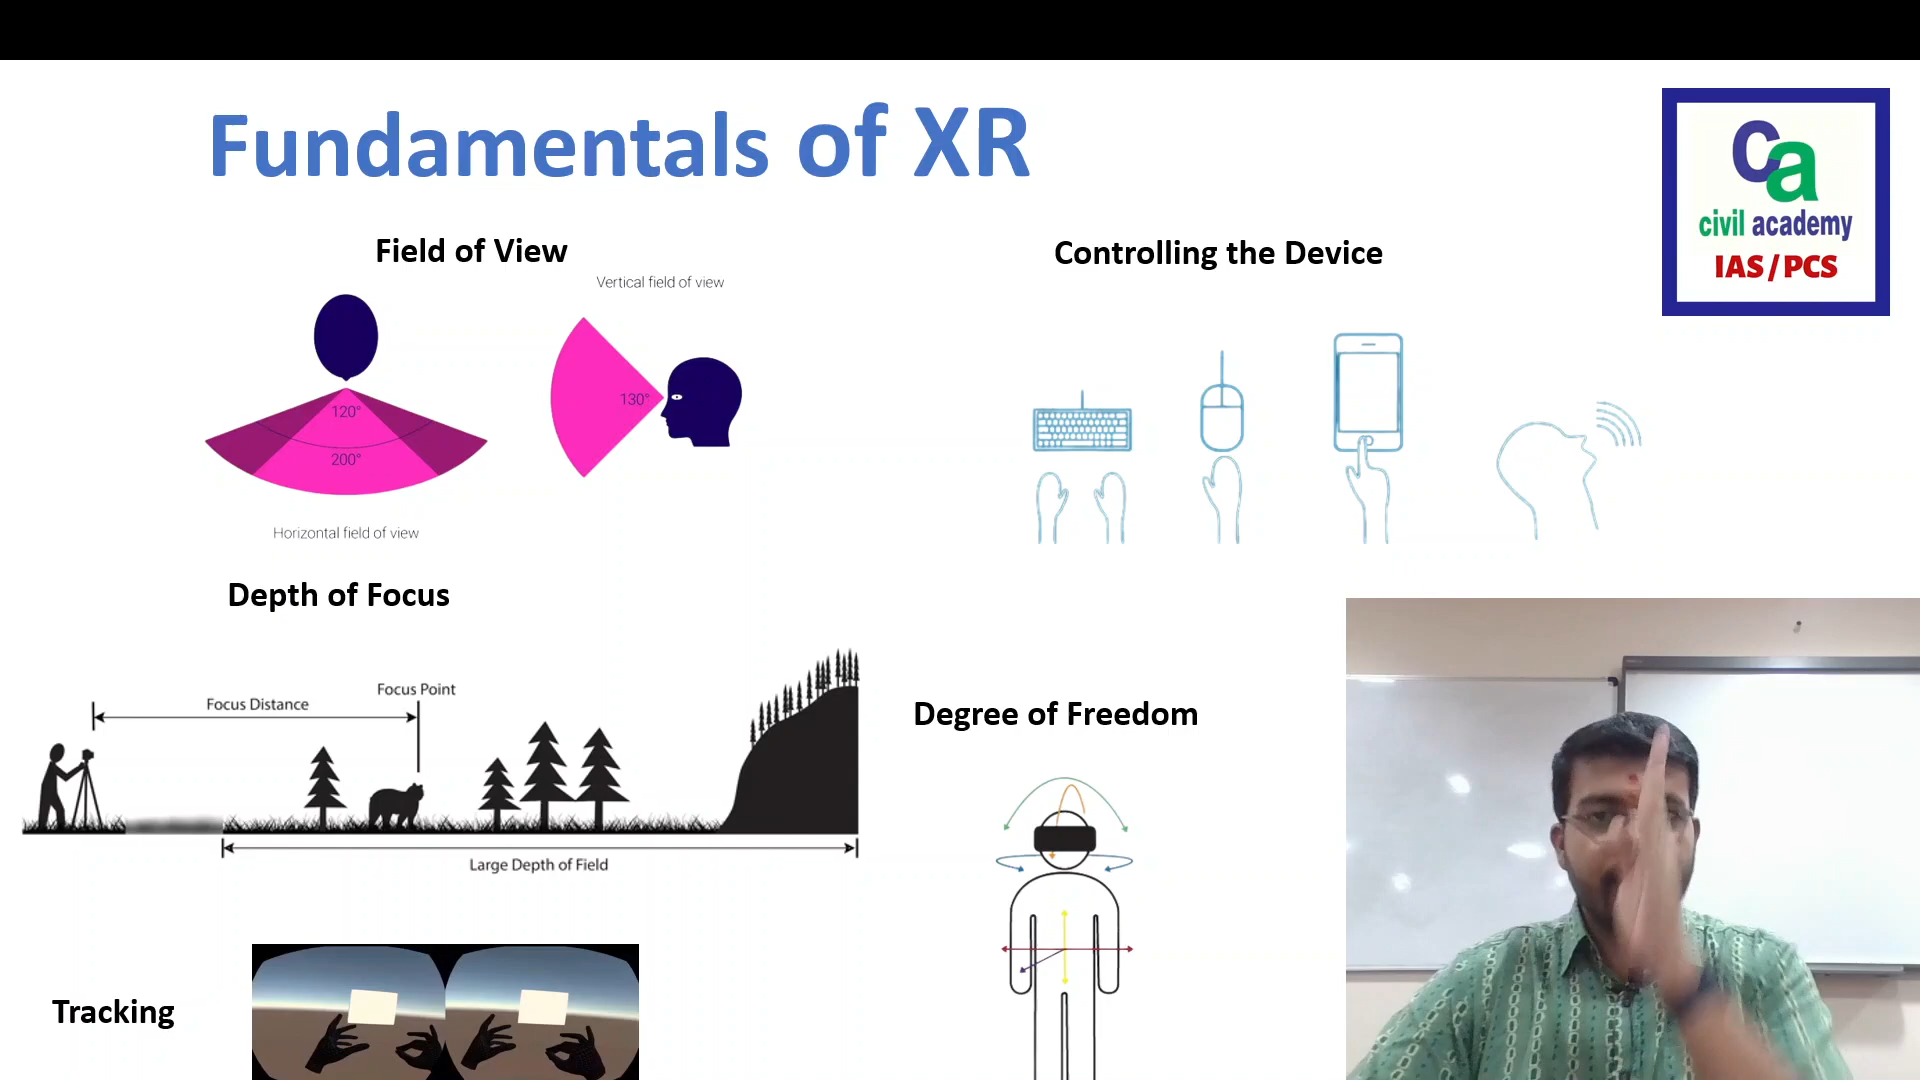 Fundamentals of XR
ca
civil academy
IAS/PCS
Field of View
Vertical field of view
120°
200°
130°
Horizontal field of view
Controlling the Device
Depth of Focus
Focus Distance
Focus Point
Large Depth of Field
Degree of Freedom
Tracking